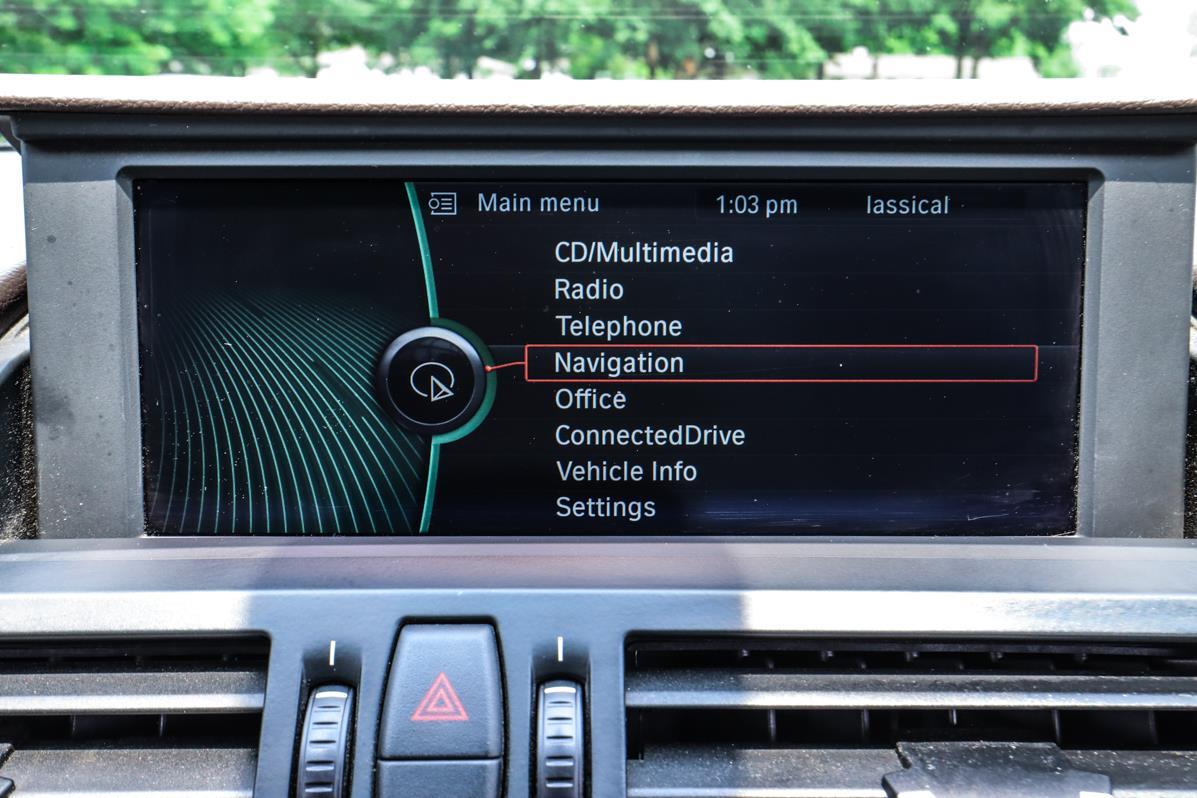 Main menu 1:03 pm lassical
CD/Multimedia
Radio
Telephone
Navigation
Office
ConnectedDrive
Vehicle Info
Settings